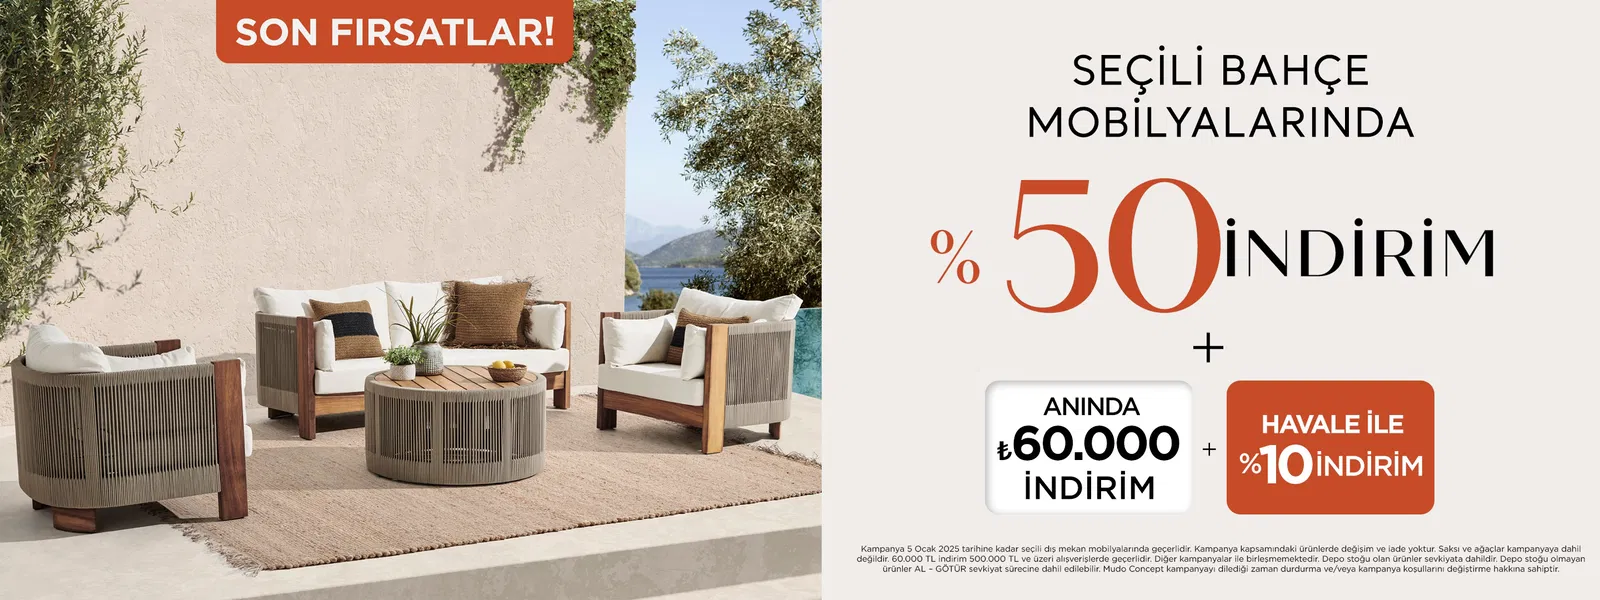 SON FIRSATLAR!
SEÇİLİ BAHÇE
MOBİLYALARINDA
%50 İNDİRİM
+
ANINDA
₺60.000
İNDİRİM
+
HAVALE İLE
%10 İNDİRİM
Kampanya 5 Ocak 2025 tarihine kadar seçili dış mekan mobilyalarında geçerlidir. Kampanya kapsamındaki ürünlerde değişim ve iade yoktur. Saksı ve ağaçlar kampanyaya dahil
değildir. 60.000 TL indirim 500.000 TL ve üzeri alışverişlerde geçerlidir. Diğer kampanyalar ile birleşmemektedir. Depo stoğu olan ürünler sevkiyata dahildir. Depo stoğu olmayan
ürünler AL – GÖTÜR sevkiyat sürecine dahil edilebilir. Mudo Concept kampanyayı dilediği zaman durdurma ve/veya kampanya koşullarını değiştirme hakkına sahiptir.